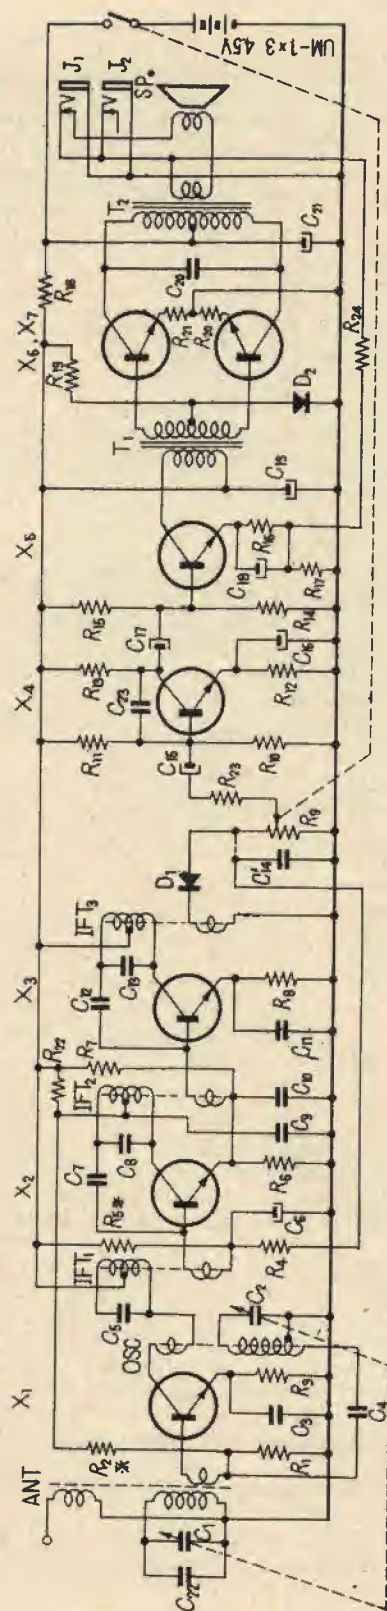 ANT
X₁
X₂
X₃
X₄
X₅
X₆, X₇
C₂₂
C₁
R₂
※
R₁
C₃
R₃
C₄
OSC
C₂
C₅
IFT₁
R₅※
R₄
C₆
R₆
C₇
C₈
IFT₂
R₂₂
R₇
C₉
C₁₀
C₁₁
R₈
C₁₂
C₁₃
IFT₃
D₁
C₁₄
R₉
R₂₃
C₁₅
R₁₁
R₁₀
C₂₃
R₁₃
R₁₂
C₁₆
C₁₇
R₁₅
R₁₄
C₁₈
R₁₆
R₁₇
C₁₉
T₁
R₁₉
R₁₈
D₂
R₂₁
R₂₀
C₂₀
T₂
C₂₁
R₂₄
SP.
J₁
J₂
UM-1×3 4.5V